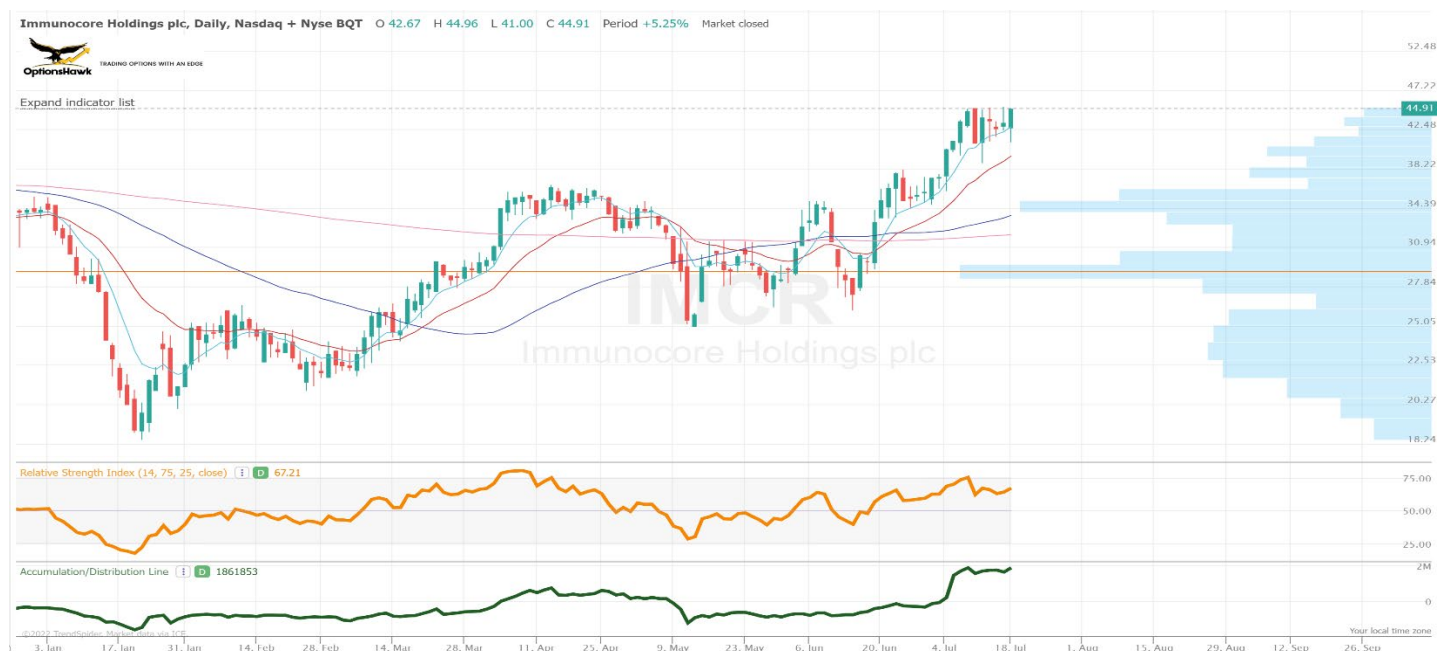 Immunocore Holdings plc, Daily, Nasdaq + Nyse BQT O 42.67 H 44.96 L 41.00 C 44.91 Period +5.25% Market closed
OptionsHawk
TRADING OPTIONS WITH AN EDGE
Expand indicator list
52.48
47.22
44.91
42.48
38.22
34.39
30.94
27.84
25.05
22.53
20.27
18.24
IMCR
Immunocore Holdings plc
Relative Strength Index (14, 75, 25, close) D 67.21
75.00
50.00
25.00
Accumulation/Distribution Line D 1861853
2M
0
©2022 TrendSpider. Market data via ICE
Your local time zone
3. Jan 17. Jan 31. Jan 14. Feb 28. Feb 14. Mar 28. Mar 11. Apr 25. Apr 9. May 23. May 6. Jun 20. Jun 4. Jul 18. Jul 1. Aug 15. Aug 29. Aug 12. Sep 26. Sep